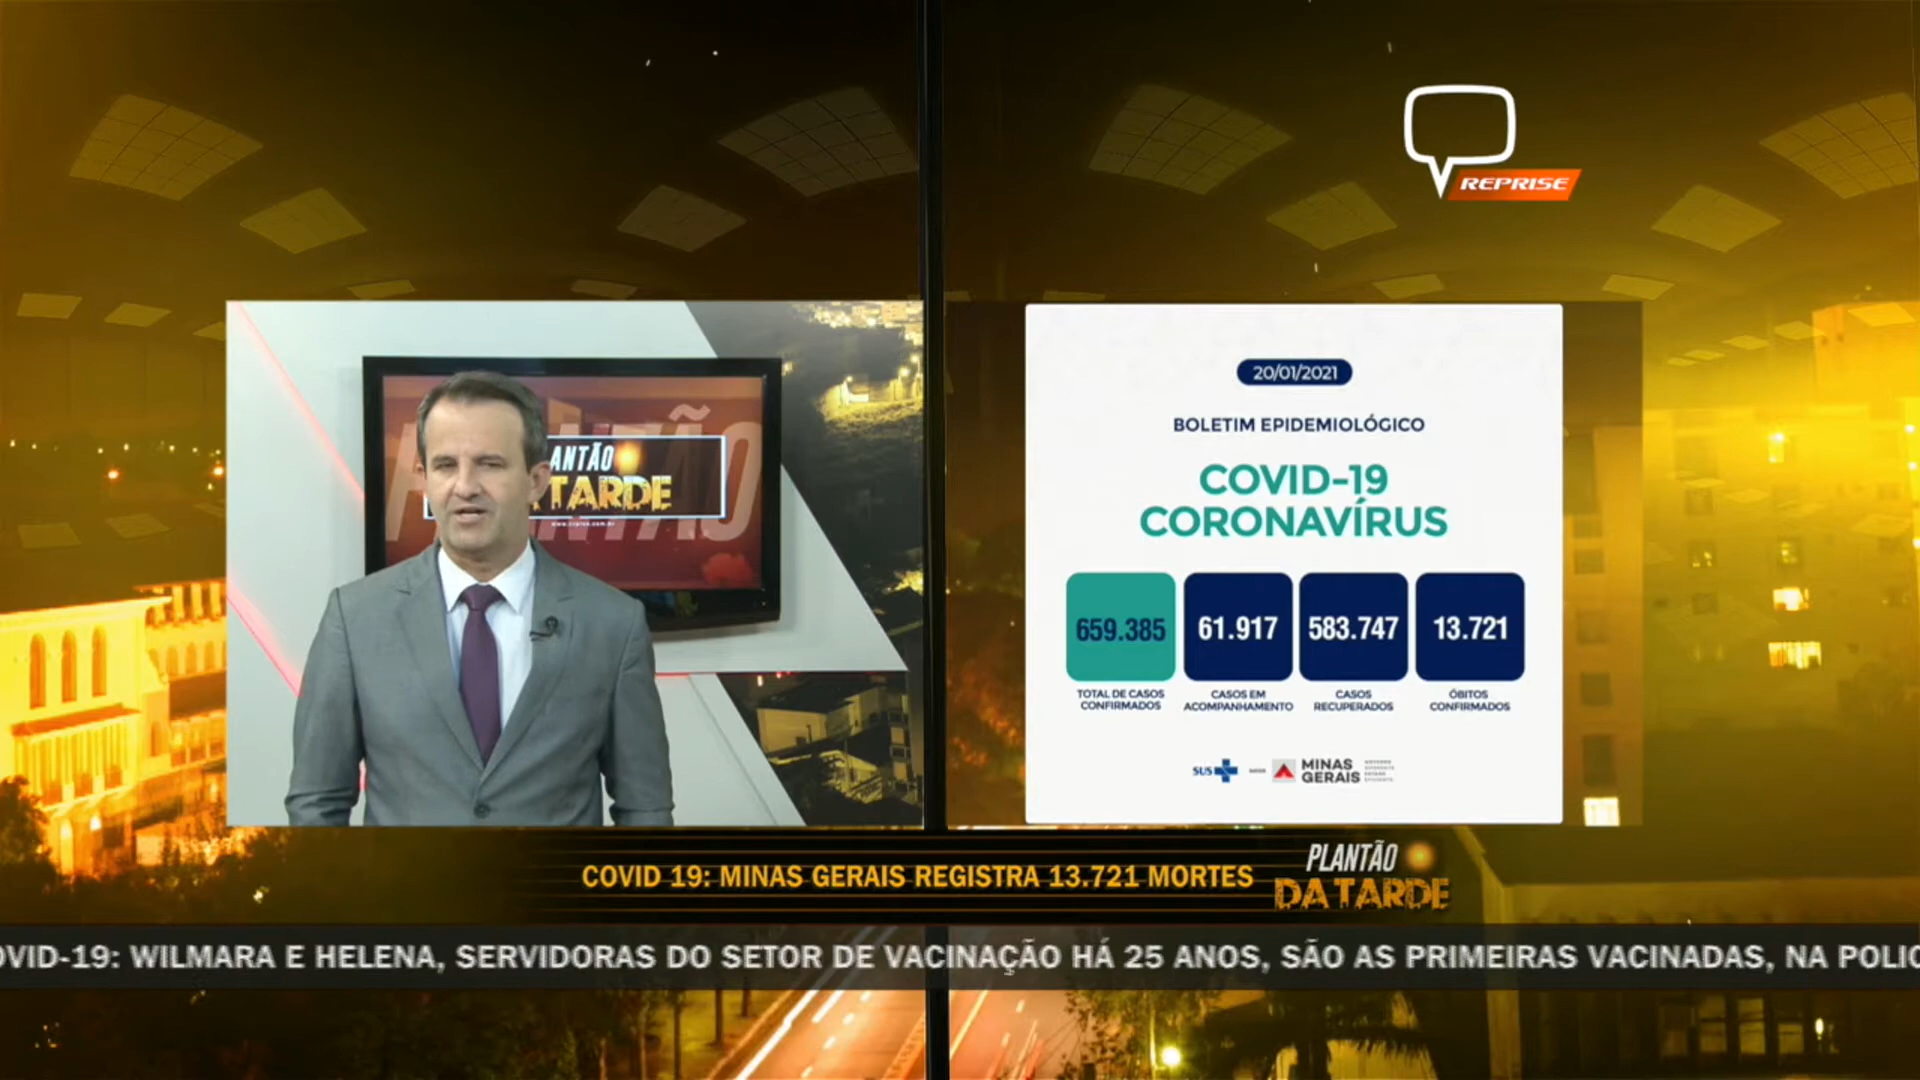 REPRISE
ANTÃO
TARDE
20/01/2021
BOLETIM EPIDEMIOLÓGICO
COVID-19
CORONAVÍRUS
659.385 61.917 583.747 13.721
TOTAL DE CASOS CONFIRMADOS
CASOS EM ACOMPANHAMENTO
CASOS RECUPERADOS
ÓBITOS CONFIRMADOS
SUS
MINAS GERAIS
COVID 19: MINAS GERAIS REGISTRA 13.721 MORTES
PLANTÃO
DA TARDE
OVID-19: WILMARA E HELENA, SERVIDORAS DO SETOR DE VACINAÇÃO HÁ 25 ANOS, SÃO AS PRIMEIRAS VACINADAS, NA POLIC